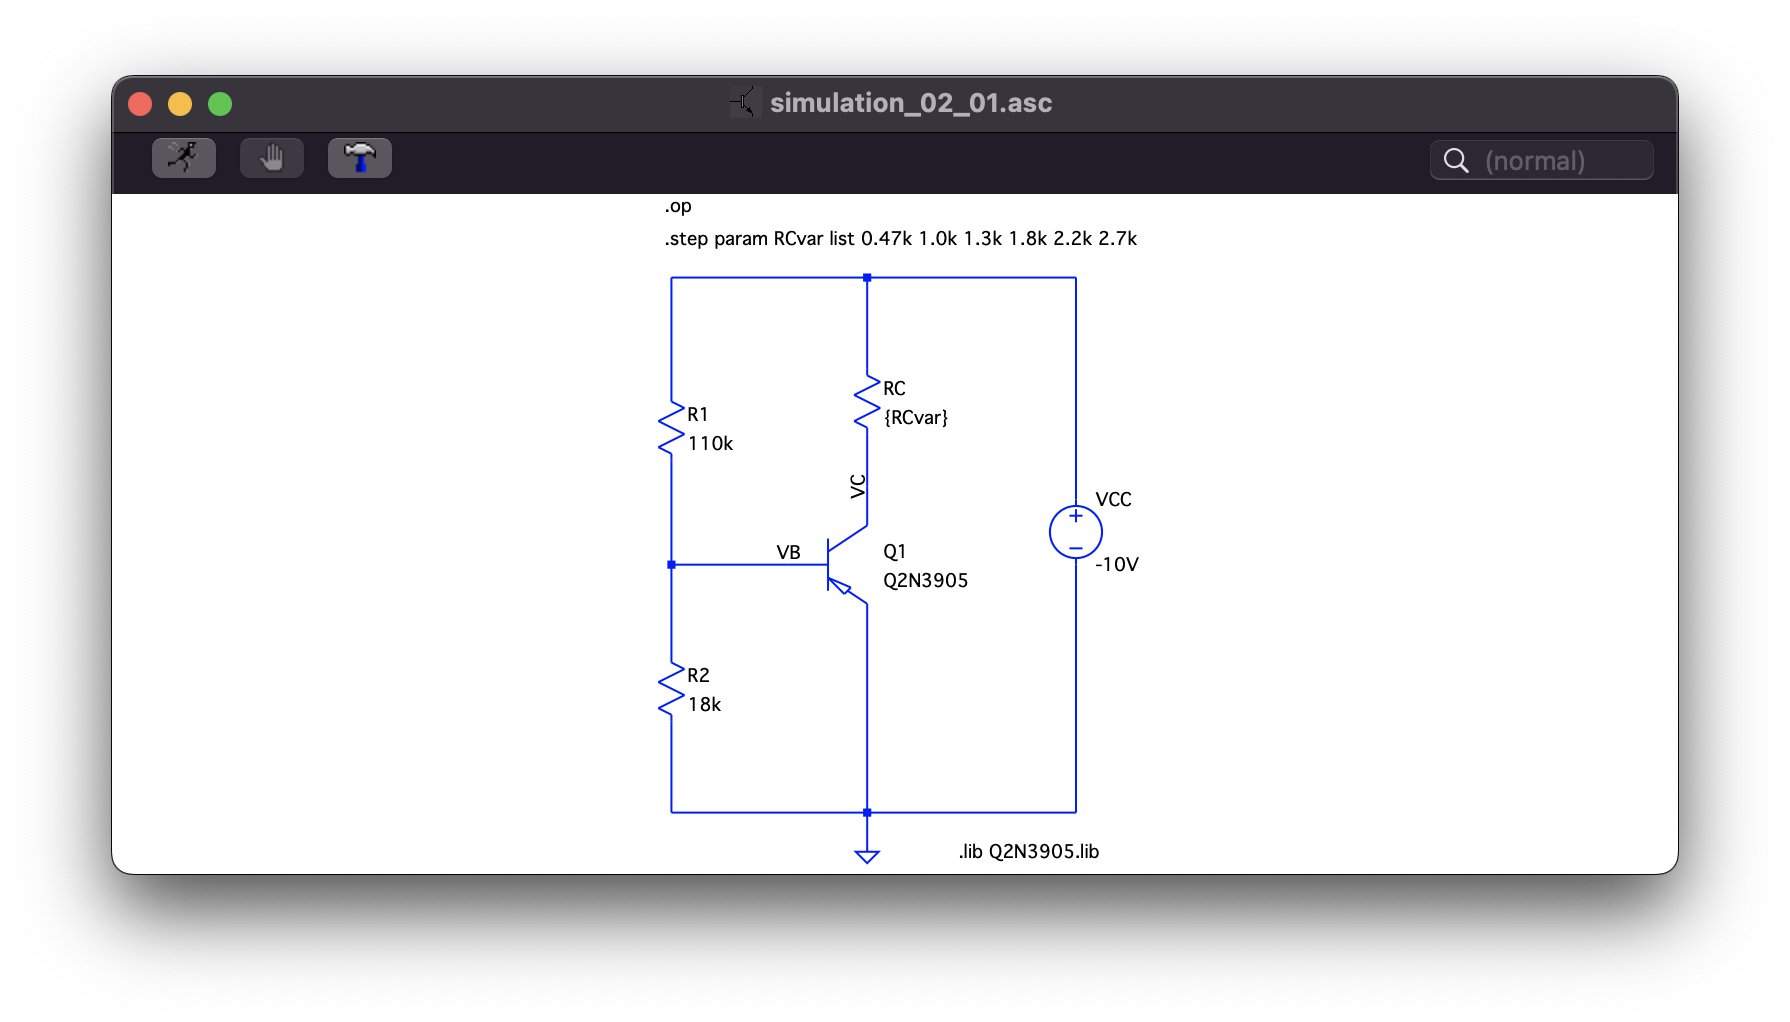 simulation_02_01.asc
(normal)
.op
.step param RCvar list 0.47k 1.0k 1.3k 1.8k 2.2k 2.7k
RC
{RCvar}
R1
110k
VC
VCC
+
−
-10V
VB
Q1
Q2N3905
R2
18k
.lib Q2N3905.lib